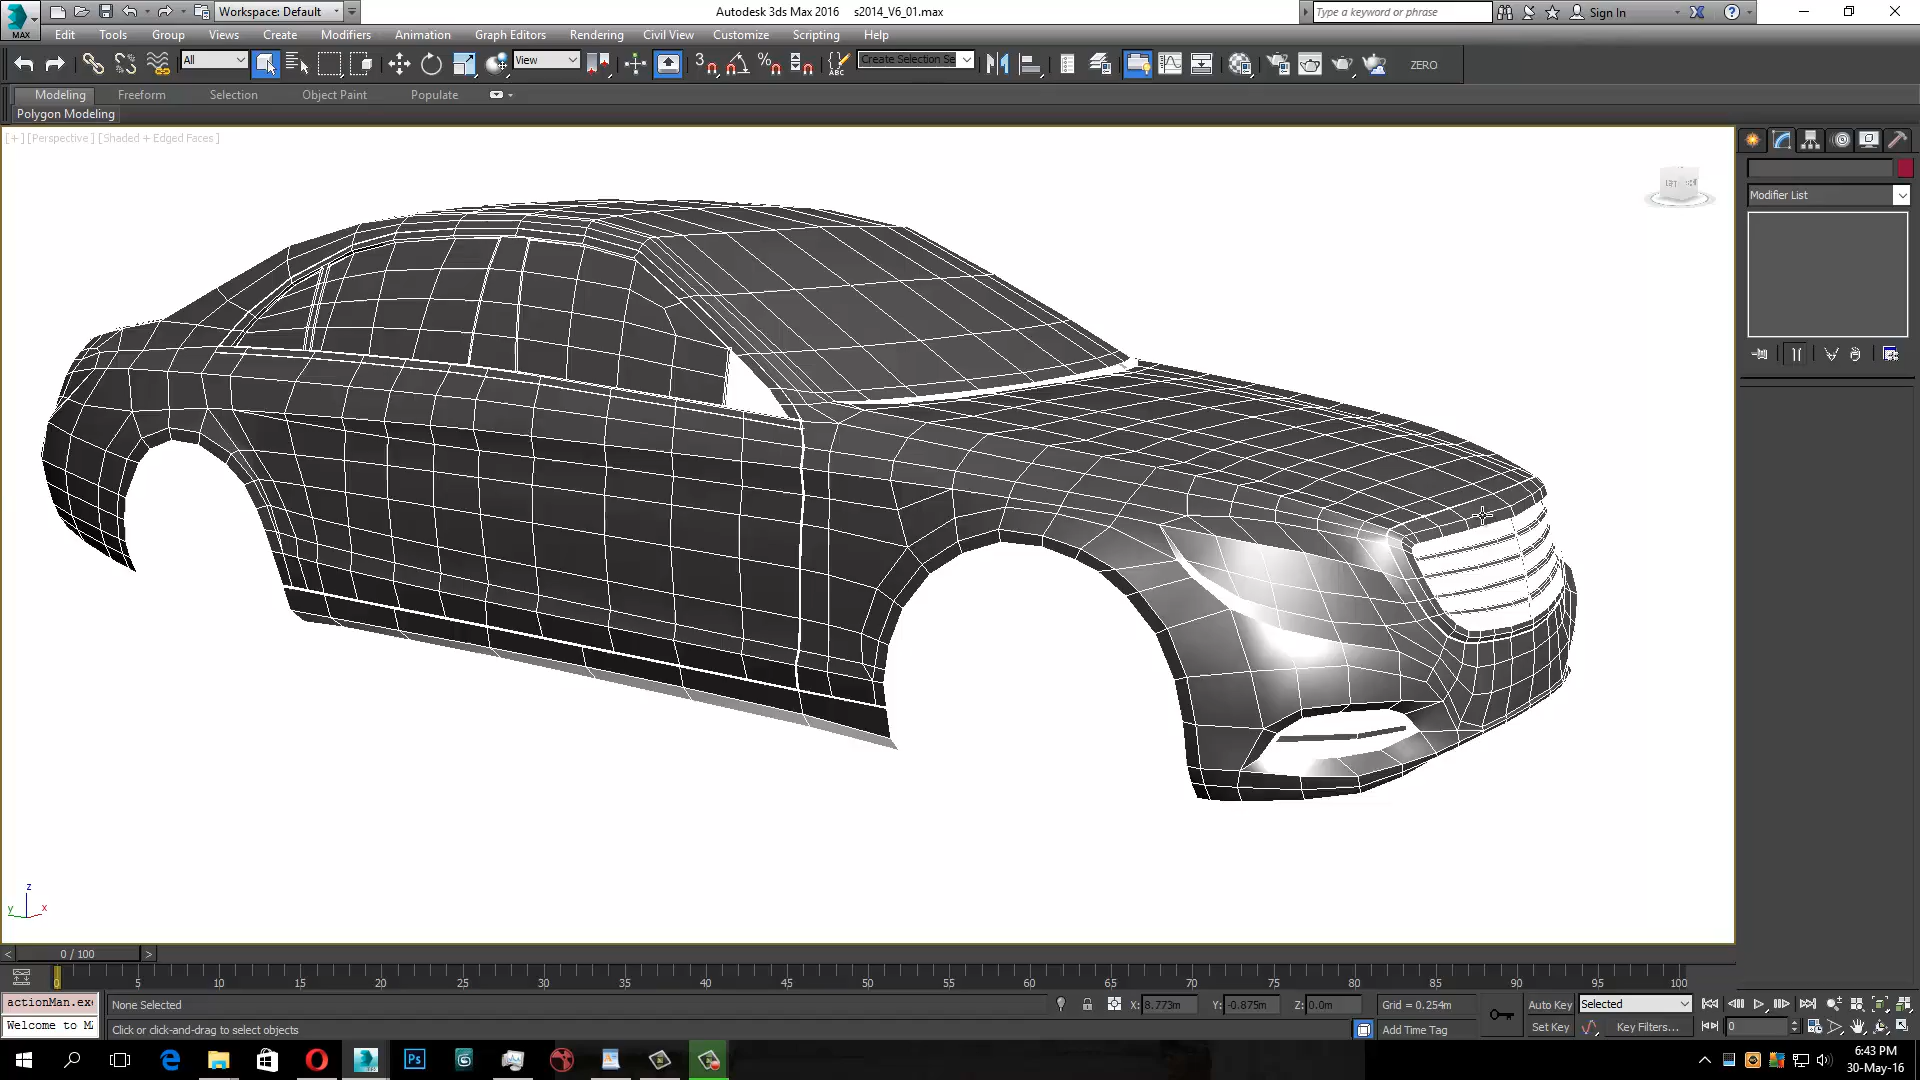 Workspace: Default
Autodesk 3ds Max 2016 s2014_V6_01.max
Type a keyword or phrase
Sign In
MAX
Edit Tools Group Views Create Modifiers Animation Graph Editors Rendering Civil View Customize Scripting Help
All
View
3
ABC
Create Selection Se
ZERO
Modeling Freeform Selection Object Paint Populate
Polygon Modeling
[+] [Perspective] [Shaded + Edged Faces]
Modifier List
z
y
x
< 0 / 100 >
0 5 10 15 20 25 30 35 40 45 50 55 60 65 70 75 80 85 90 95 100
actionMan.exe
None Selected
X: 8.773m Y: -0.875m Z: 0.0m
Grid = 0.254m
Auto Key
Selected
Welcome to M
Click or click-and-drag to select objects
Add Time Tag
Set Key
Key Filters...
0
Ps
6:43 PM
30-May-16